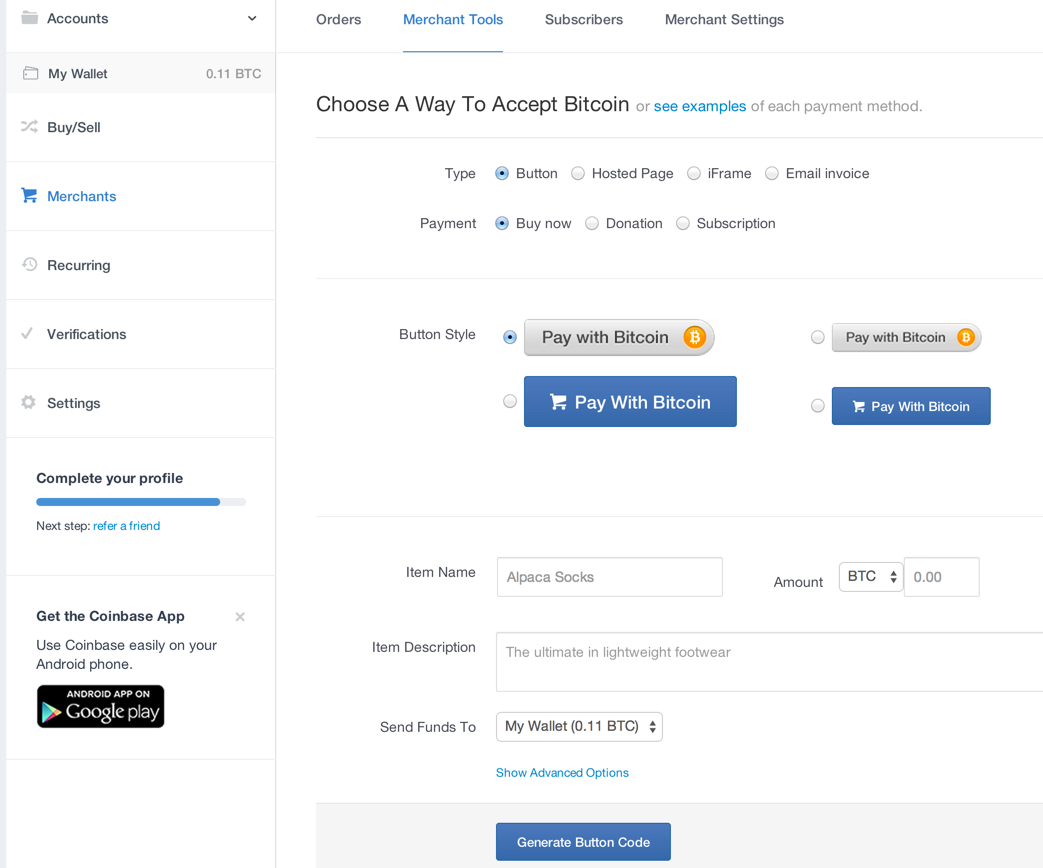 Accounts
My Wallet 0.11 BTC
Buy/Sell
Merchants
Recurring
Verifications
Settings
Complete your profile
Next step: refer a friend
Get the Coinbase App ×
Use Coinbase easily on your
Android phone.
ANDROID APP ON
Google play
Orders Merchant Tools Subscribers Merchant Settings
Choose A Way To Accept Bitcoin or see examples of each payment method.
Type Button Hosted Page iFrame Email invoice
Payment Buy now Donation Subscription
Button Style Pay with Bitcoin Pay with Bitcoin
Pay With Bitcoin Pay With Bitcoin
Item Name Alpaca Socks Amount BTC 0.00
Item Description The ultimate in lightweight footwear
Send Funds To My Wallet (0.11 BTC)
Show Advanced Options
Generate Button Code